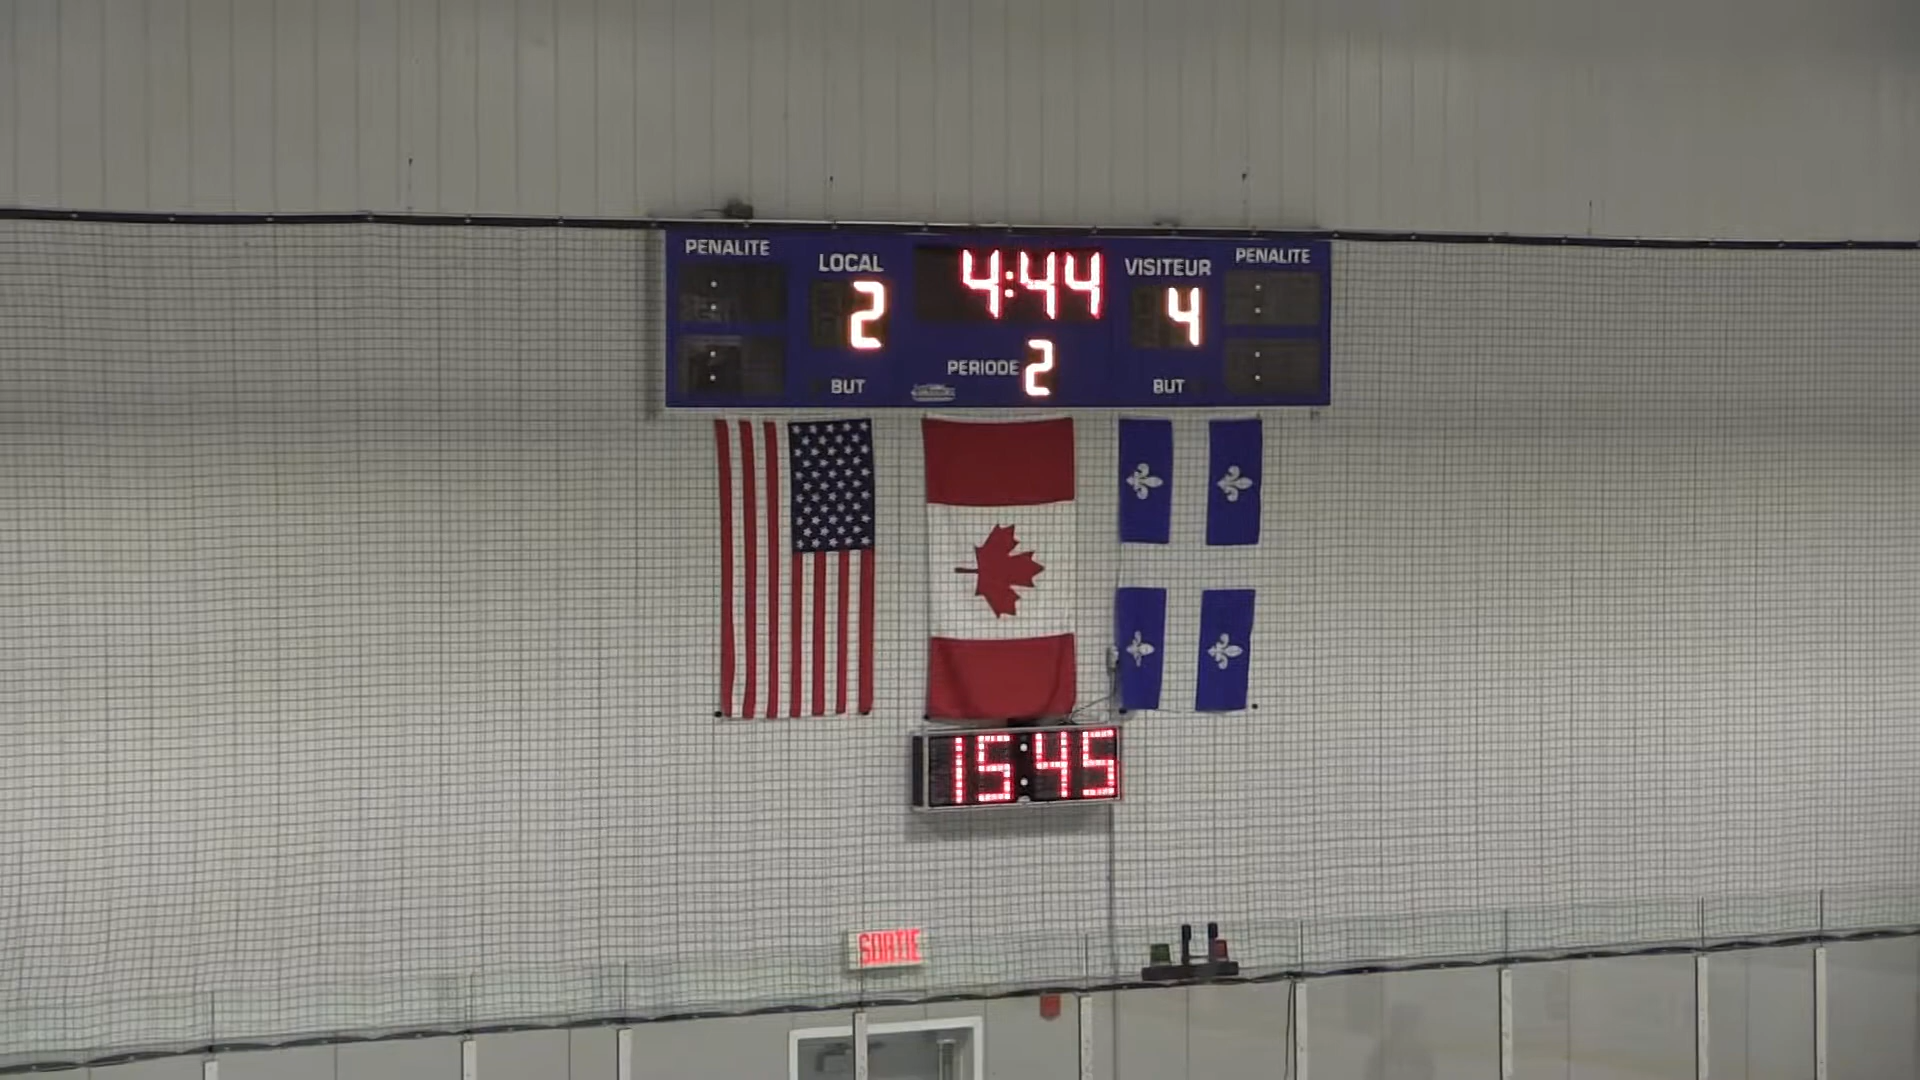 PENALITE
LOCAL
4:44
VISITEUR
PENALITE
2
4
PERIODE 2
BUT
BUT
15:45
SORTIE